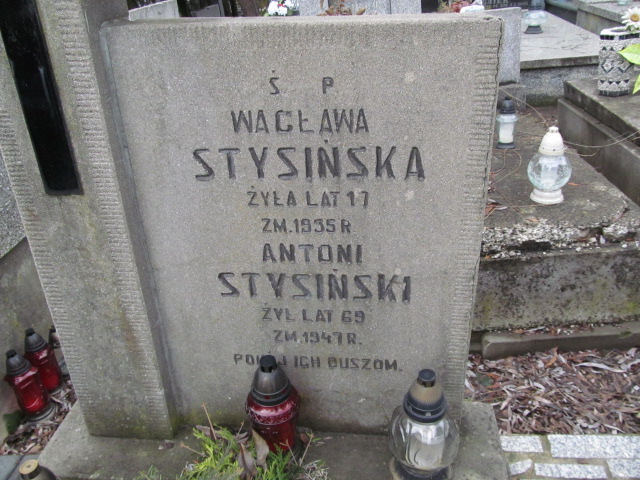 Ś P
WACŁAWA
STYSIŃSKA
ŻYŁA LAT 17
ZM.1935 R
ANTONI
STYSIŃSKI
ŻYŁ LAT 69
ZM.1947 R.
POKÓJ ICH DUSZOM.